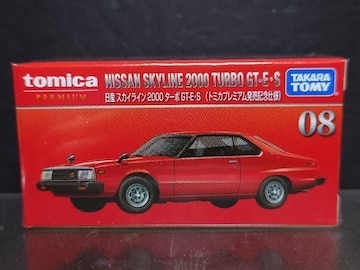 tomica
PREMIUM
NISSAN SKYLINE 2000 TURBO GT-E・S
日産 スカイライン 2000 ターボ GT-E・S （トミカプレミアム発売記念仕様）
TAKARA
TOMY
08